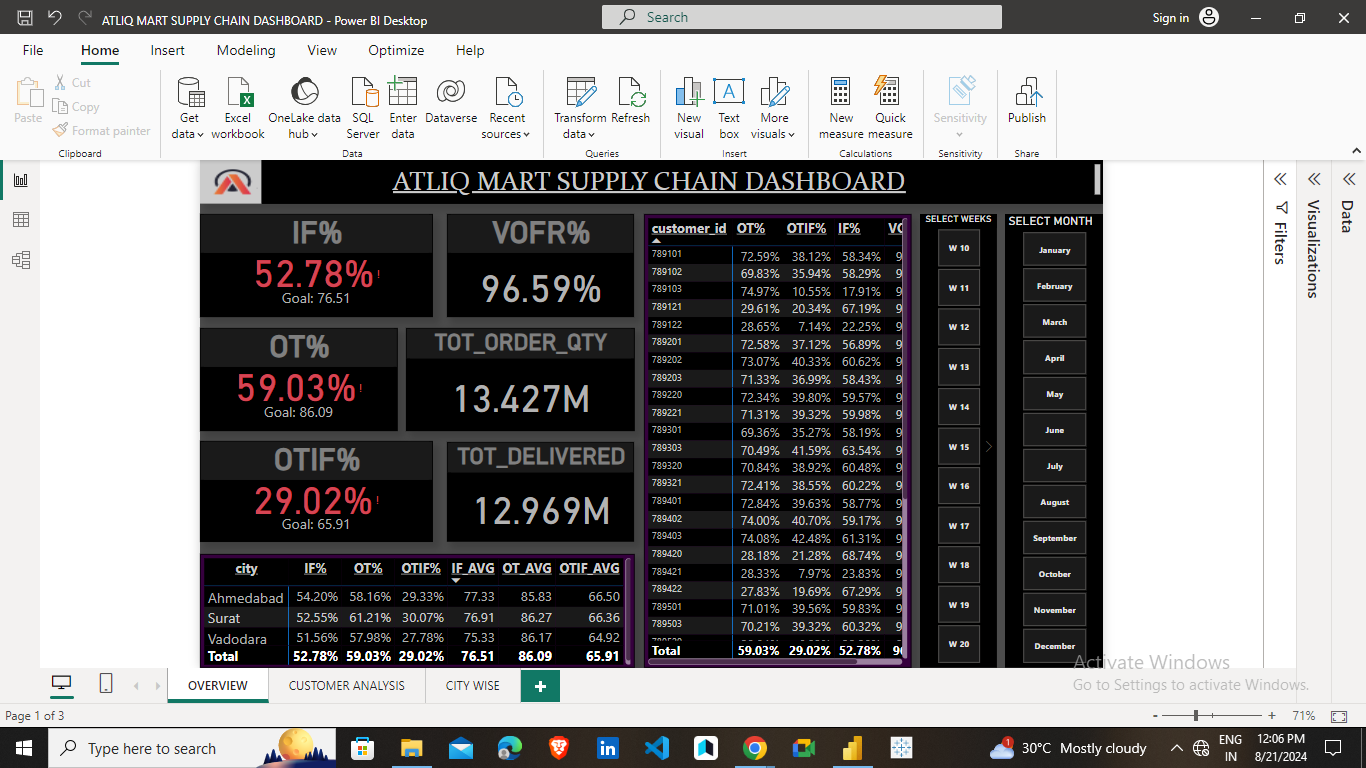 ATLIQ MART SUPPLY CHAIN DASHBOARD - Power BI Desktop
Search
Sign in
File Home Insert Modeling View Optimize Help
Paste
Cut
Copy
Format painter
Clipboard
Get data
Excel workbook
OneLake data hub
SQL Server
Enter data
Dataverse
Recent sources
Data
Transform data
Refresh
Queries
New visual
Text box
More visuals
Insert
New measure
Quick measure
Calculations
Sensitivity
Sensitivity
Publish
Share
ATLIQ MART SUPPLY CHAIN DASHBOARD
IF%
52.78%!
Goal: 76.51
VOFR%
96.59%
OT%
59.03%!
Goal: 86.09
TOT_ORDER_QTY
13.427M
OTIF%
29.02%!
Goal: 65.91
TOT_DELIVERED
12.969M
city IF% OT% OTIF% IF_AVG OT_AVG OTIF_AVG
Ahmedabad 54.20% 58.16% 29.33% 77.33 85.83 66.50
Surat 52.55% 61.21% 30.07% 76.91 86.27 66.36
Vadodara 51.56% 57.98% 27.78% 75.33 86.17 64.92
Total 52.78% 59.03% 29.02% 76.51 86.09 65.91
customer_id OT% OTIF% IF% VO
789101 72.59% 38.12% 58.34% 9
789102 69.83% 35.94% 58.29% 9
789103 74.97% 10.55% 17.91% 9
789121 29.61% 20.34% 67.19% 9
789122 28.65% 7.14% 22.25% 9
789201 72.58% 37.12% 56.89% 9
789202 73.07% 40.33% 60.62% 9
789203 71.33% 36.99% 58.43% 9
789220 72.34% 39.80% 59.57% 9
789221 71.31% 39.32% 59.98% 9
789301 69.36% 35.27% 58.19% 9
789303 70.49% 41.59% 63.54% 9
789320 70.84% 38.92% 60.48% 9
789321 72.41% 38.55% 60.22% 9
789401 72.84% 39.63% 58.77% 9
789402 74.00% 40.70% 59.17% 9
789403 74.08% 42.48% 61.31% 9
789420 28.18% 21.28% 68.74% 9
789421 28.33% 7.97% 23.83% 9
789422 27.83% 19.69% 67.29% 9
789501 71.01% 39.56% 59.83% 9
789503 70.21% 39.32% 60.32% 9
Total 59.03% 29.02% 52.78% 96
SELECT WEEKS
W 10
W 11
W 12
W 13
W 14
W 15
W 16
W 17
W 18
W 19
W 20
SELECT MONTH
January
February
March
April
May
June
July
August
September
October
November
December
Filters
Visualizations
Data
Activate Windows
Go to Settings to activate Windows.
OVERVIEW CUSTOMER ANALYSIS CITY WISE
Page 1 of 3
- + 71%
Type here to search
1
30°C Mostly cloudy
ENG
IN
12:06 PM
8/21/2024